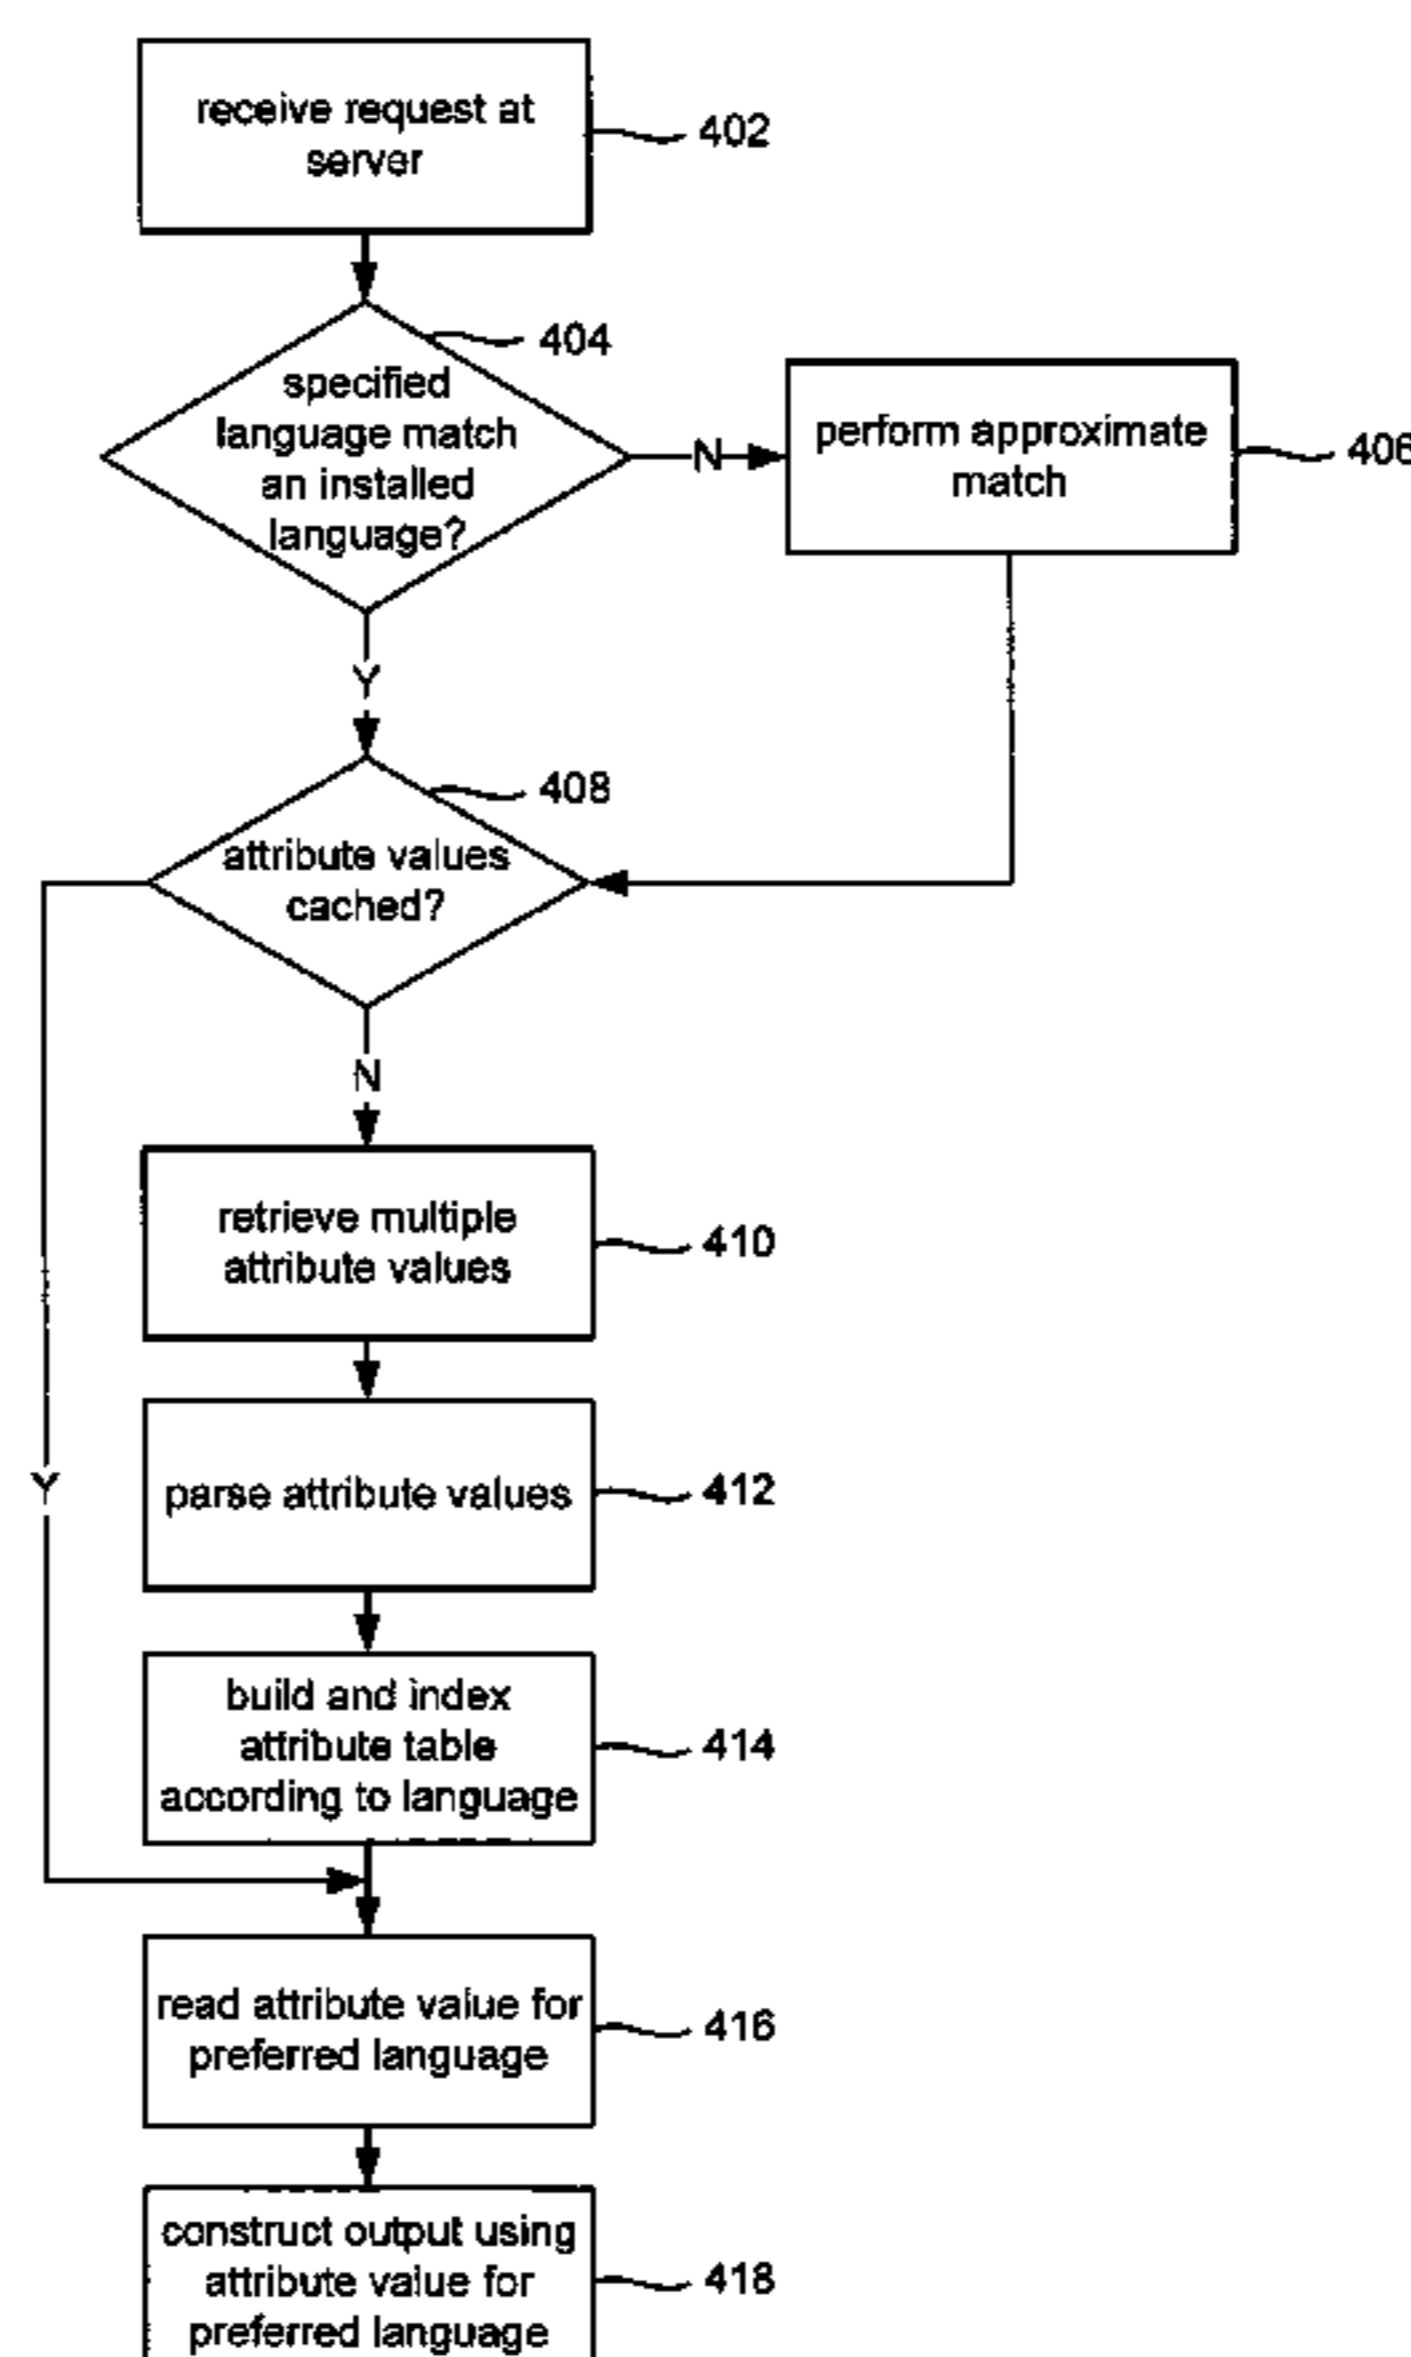 receive request at
server
402
404
specified
language match
an installed
language?
N
perform approximate
match
406
Y
408
attribute values
cached?
N
retrieve multiple
attribute values
410
Y
parse attribute values
412
build and index
attribute table
according to language
414
read attribute value for
preferred language
416
construct output using
attribute value for
preferred language
418